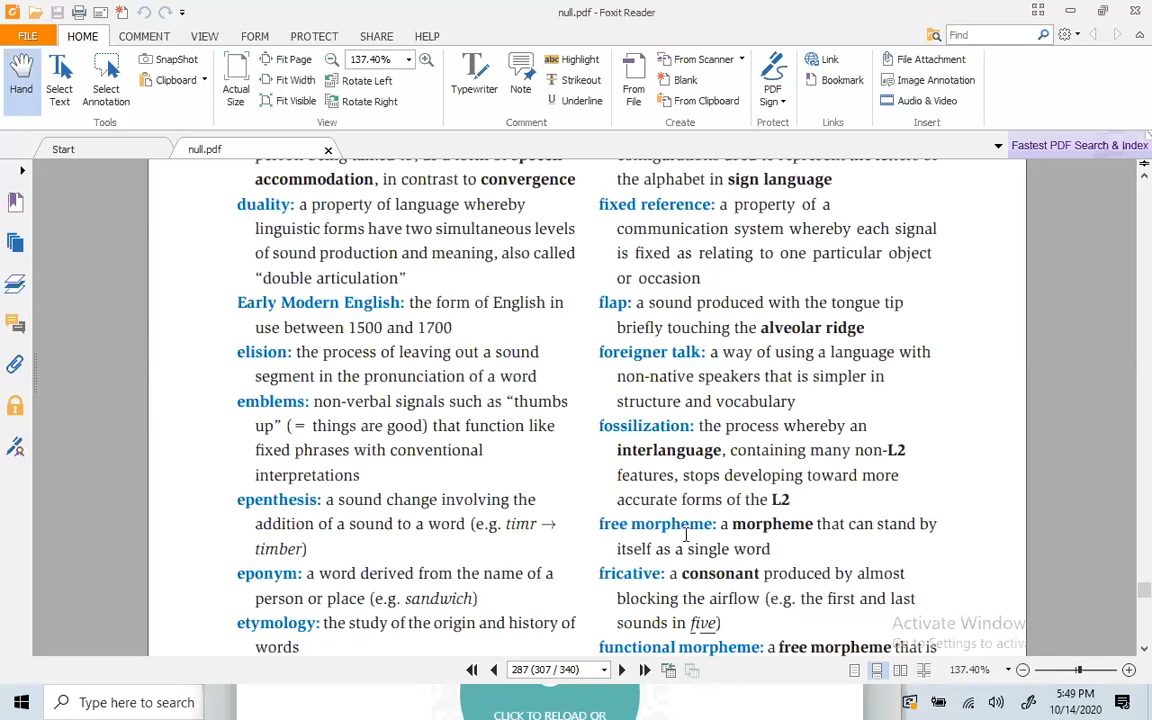 null.pdf - Foxit Reader
FILE HOME COMMENT VIEW FORM PROTECT SHARE HELP
Find
Hand
Select Text
Select Annotation
SnapShot
Clipboard
Tools
Actual Size
Fit Page
Fit Width
Fit Visible
137.40%
Rotate Left
Rotate Right
View
Typewriter
Note
Highlight
Strikeout
Underline
Comment
From File
From Scanner
Blank
From Clipboard
Create
PDF Sign
Protect
Link
Bookmark
Links
File Attachment
Image Annotation
Audio & Video
Insert
Start
null.pdf
Fastest PDF Search & Index
accommodation, in contrast to convergence
duality: a property of language whereby
linguistic forms have two simultaneous levels
of sound production and meaning, also called
“double articulation”
Early Modern English: the form of English in
use between 1500 and 1700
elision: the process of leaving out a sound
segment in the pronunciation of a word
emblems: non-verbal signals such as “thumbs
up” (= things are good) that function like
fixed phrases with conventional
interpretations
epenthesis: a sound change involving the
addition of a sound to a word (e.g. timr →
timber)
eponym: a word derived from the name of a
person or place (e.g. sandwich)
etymology: the study of the origin and history of
words
the alphabet in sign language
fixed reference: a property of a
communication system whereby each signal
is fixed as relating to one particular object
or occasion
flap: a sound produced with the tongue tip
briefly touching the alveolar ridge
foreigner talk: a way of using a language with
non-native speakers that is simpler in
structure and vocabulary
fossilization: the process whereby an
interlanguage, containing many non-L2
features, stops developing toward more
accurate forms of the L2
free morpheme: a morpheme that can stand by
itself as a single word
fricative: a consonant produced by almost
blocking the airflow (e.g. the first and last
sounds in five)
functional morpheme: a free morpheme that is
Activate Window
Go to Settings to activ
287 (307 / 340)
137.40%
Type here to search
CLICK TO RELOAD OR
5:49 PM
10/14/2020